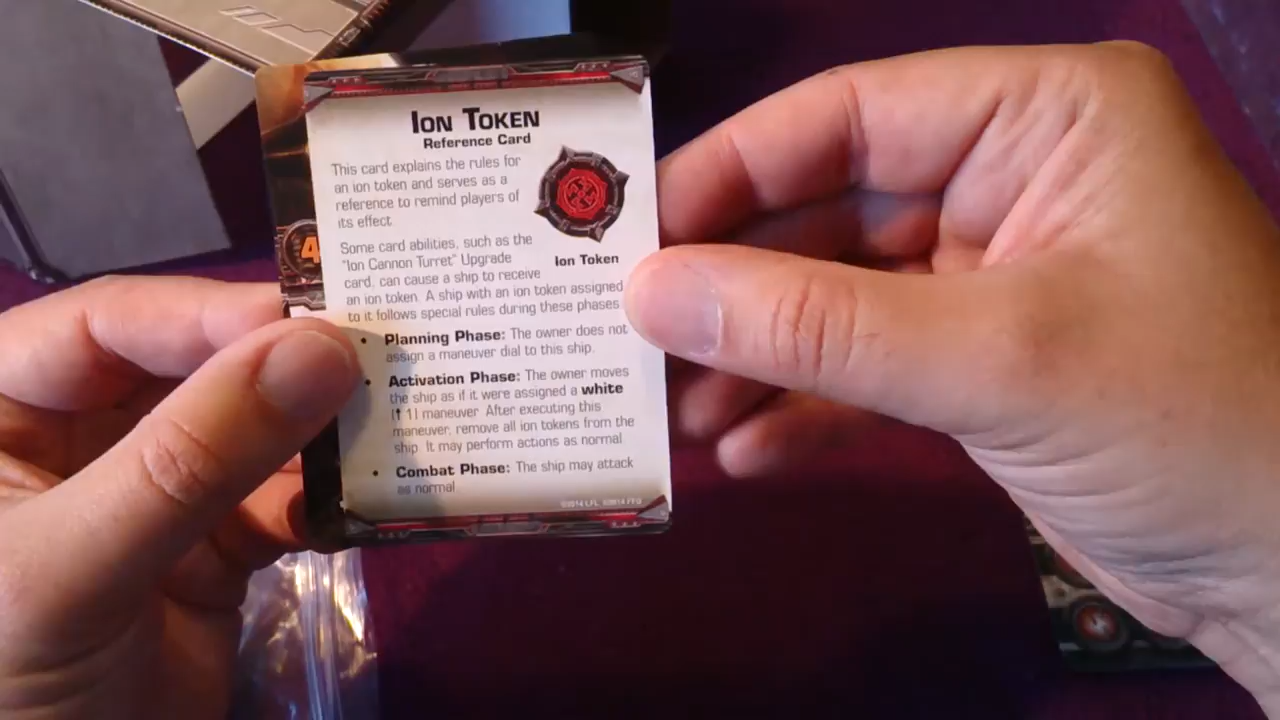 ION TOKEN
Reference Card
This card explains the rules for
an ion token and serves as a
reference to remind players of
its effect.
Some card abilities, such as the
"Ion Cannon Turret" Upgrade
card, can cause a ship to receive
an ion token. A ship with an ion token assigned
to it follows special rules during these phases
Ion Token
• Planning Phase: The owner does not
assign a maneuver dial to this ship.
• Activation Phase: The owner moves
the ship as if it were assigned a white
(↑ 1) maneuver. After executing this
maneuver, remove all ion tokens from the
ship. It may perform actions as normal
• Combat Phase: The ship may attack
as normal
4